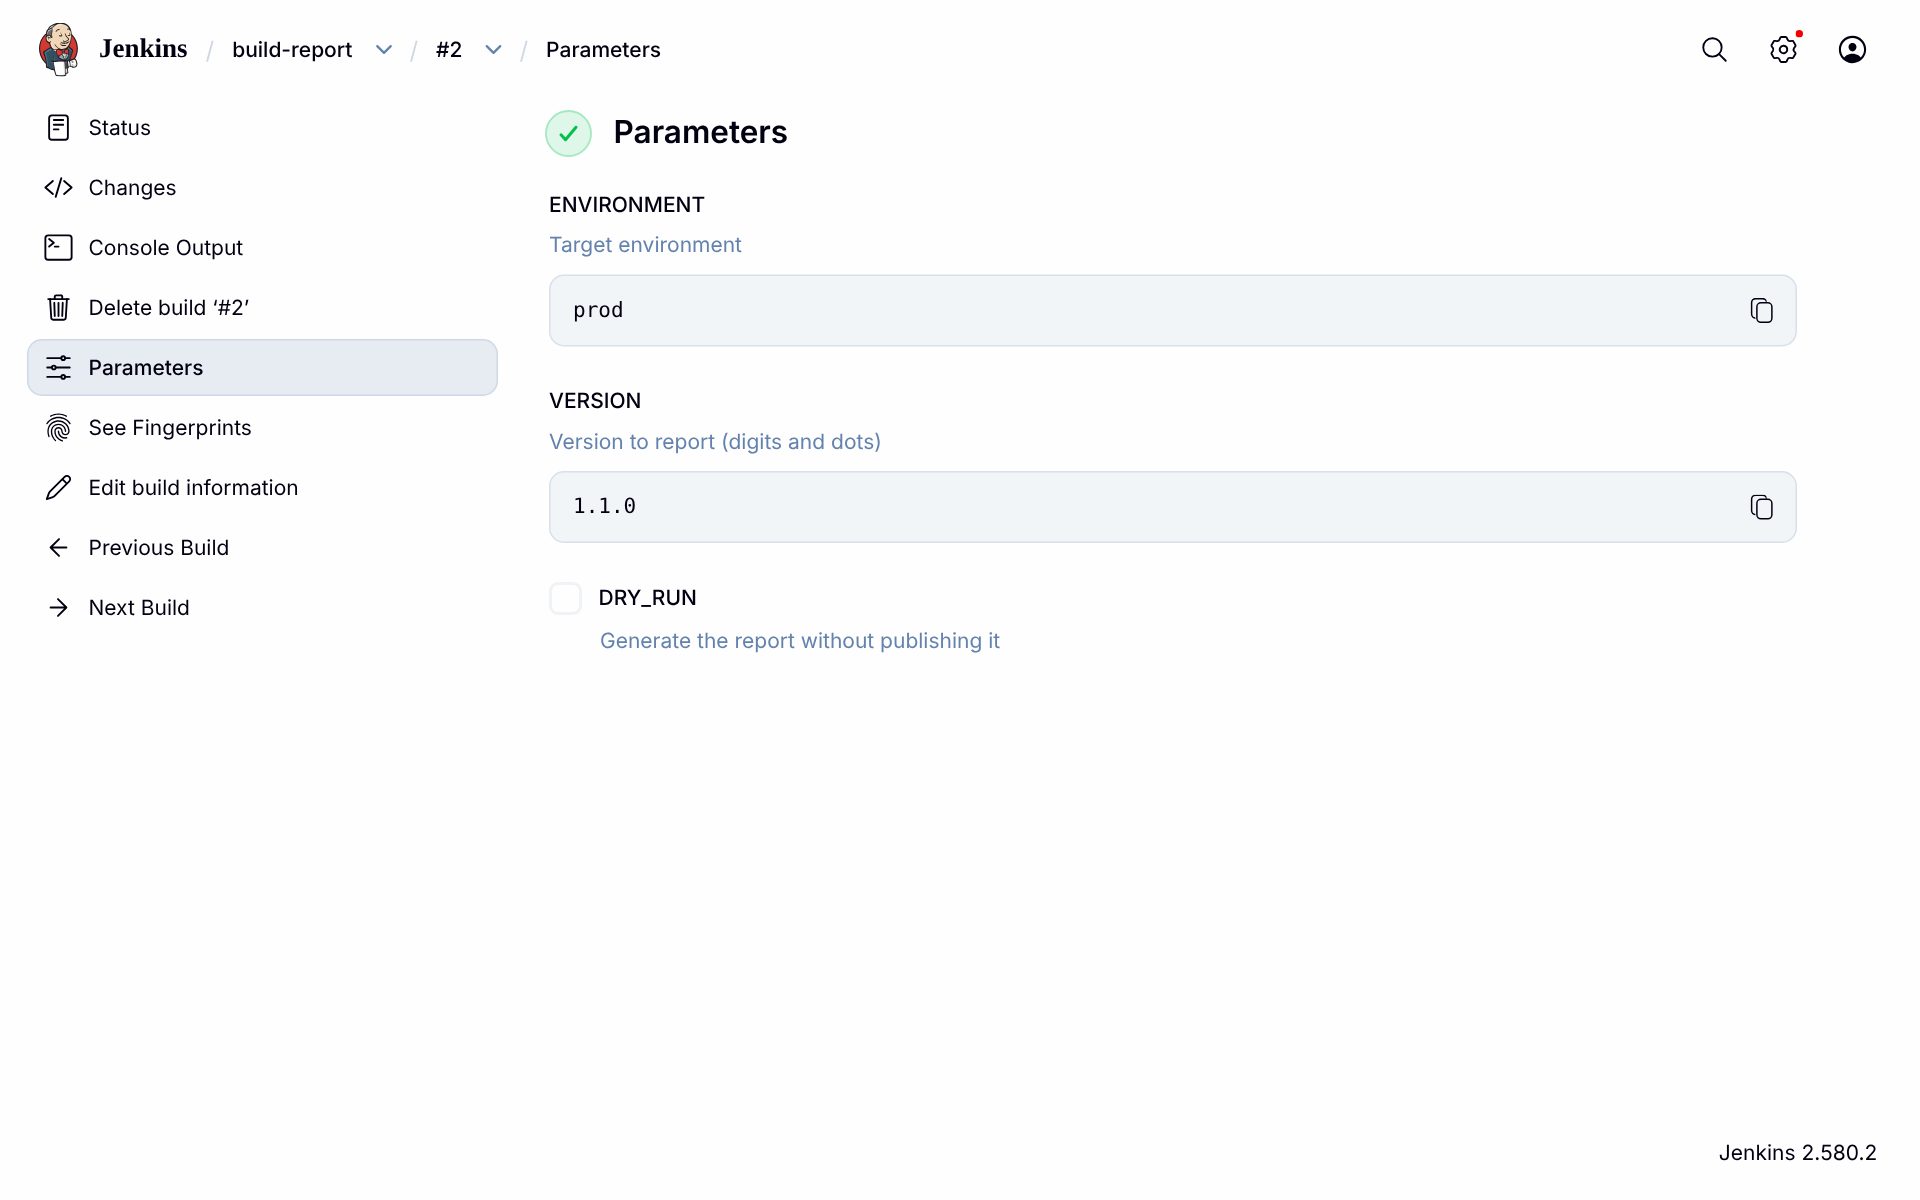 Jenkins / build-report / #2 / Parameters
Status
Changes
Console Output
Delete build ‘#2’
Parameters
See Fingerprints
Edit build information
Previous Build
Next Build
Parameters
ENVIRONMENT
Target environment
prod
VERSION
Version to report (digits and dots)
1.1.0
DRY_RUN
Generate the report without publishing it
Jenkins 2.580.2